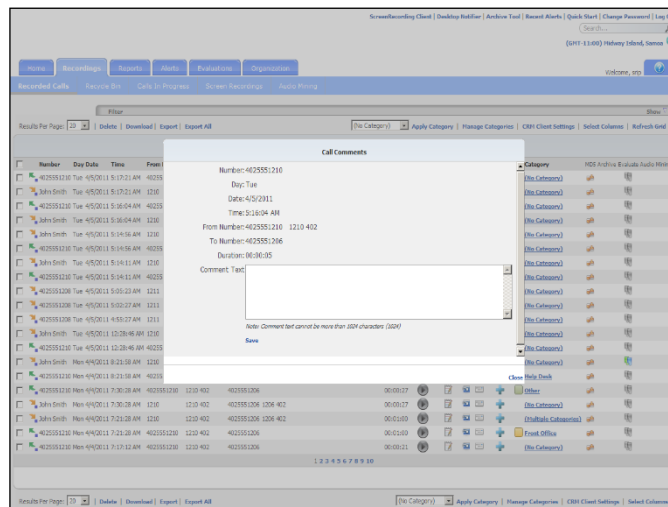 ScreenRecording Client | Desktop Notifier | Archive Tool | Recent Alerts | Quick Start | Change Password | Log
(Search...
(GMT-11:00) Midway Island, Samoa
Home Recordings Reports Alerts Evaluations Organization
Welcome, snp
Recorded Calls Recycle Bin Calls In Progress Screen Recordings Audio Mining
Filter Show
Results Per Page: 20 | Delete | Download | Export | Export All (No Category) Apply Category | Manage Categories | CRM Client Settings | Select Columns | Refresh Grid
Call Comments
Number Day Date Time From Category MDS Archive Evaluate Audio Mini
Number: 4025551210
Day: Tue
Date: 4/5/2011
Time: 5:16:04 AM
From Number: 4025551210 1210 402
To Number: 4025551206
Duration: 00:00:05
Comment Text
Note: Comment text cannot be more than 1024 characters (1024)
Save
Close
4025551210 Tue 4/5/2011 5:17:21 AM 40255 (No Category)
John Smith Tue 4/5/2011 5:17:21 AM 1210 (No Category)
4025551210 Tue 4/5/2011 5:16:04 AM 40255 (No Category)
John Smith Tue 4/5/2011 5:16:04 AM 1210 (No Category)
John Smith Tue 4/5/2011 5:14:56 AM 1210 (No Category)
4025551210 Tue 4/5/2011 5:14:56 AM 40255 (No Category)
John Smith Tue 4/5/2011 5:14:11 AM 1210 (No Category)
4025551210 Tue 4/5/2011 5:14:11 AM 40255 (No Category)
4025551208 Tue 4/5/2011 5:05:23 AM 1211 (No Category)
4025551208 Tue 4/5/2011 5:02:27 AM 1211 (No Category)
4025551208 Tue 4/5/2011 4:55:27 AM 1211 (No Category)
John Smith Tue 4/5/2011 12:28:46 AM 1210 (No Category)
4025551210 Tue 4/5/2011 12:28:46 AM 40255 (No Category)
John Smith Mon 4/4/2011 8:21:58 AM 1210 (No Category)
4025551210 Mon 4/4/2011 8:21:58 AM 40255 Help Desk
4025551210 Mon 4/4/2011 7:30:28 AM 4025551210 1210 402 4025551206 00:03:27 Other
John Smith Mon 4/4/2011 7:30:28 AM 1210 1210 402 4025551206 1206 402 00:03:27 (No Category)
John Smith Mon 4/4/2011 7:21:28 AM 1210 1210 402 4025551206 1206 402 00:01:03 (Multiple Categories)
4025551210 Mon 4/4/2011 7:21:28 AM 4025551210 1210 402 4025551206 00:01:03 Front Office
4025551210 Mon 4/4/2011 7:17:12 AM 4025551210 1210 402 4025551206 00:03:21 (No Category)
1 2 3 4 5 6 7 8 9 10
Results Per Page: 20 | Delete | Download | Export | Export All (No Category) Apply Category | Manage Categories | CRM Client Settings | Select Columns